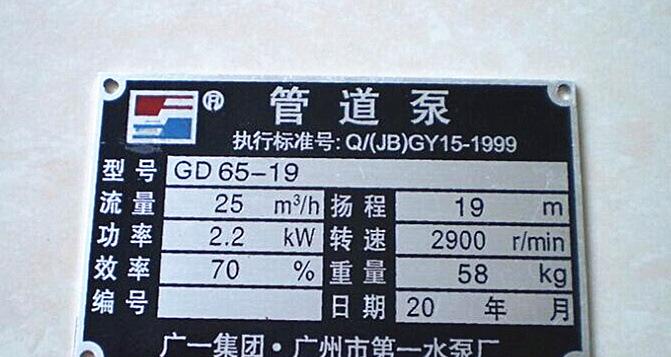 ® 管道泵
执行标准号: Q/(JB)GY15-1999
型号 GD 65-19
流量 25 m³/h 扬程 19 m
功率 2.2 kW 转速 2900 r/min
效率 70 % 重量 58 kg
编号 日期 20 年 月
广一集团·广州市第一水泵厂